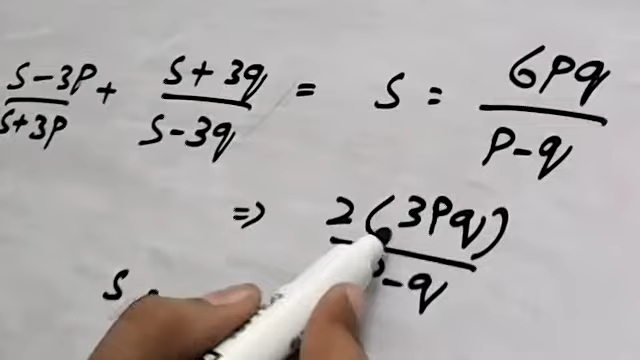 S-3P/S+3P + S+3q/S-3q = S = 6Pq/P-q
=> 2(3Pq)/P-q
S